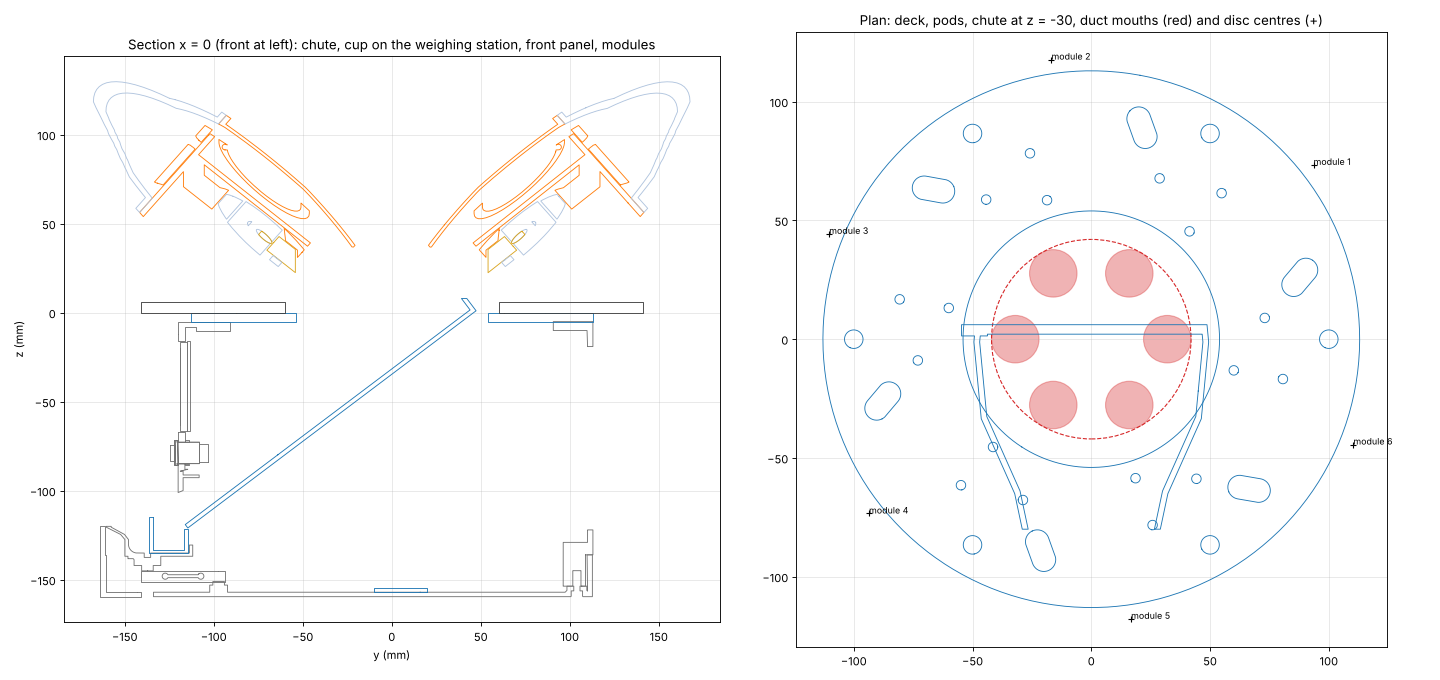 Section x = 0 (front at left): chute, cup on the weighing station, front panel, modules
100
50
0
−50
−100
−150
z (mm)
−150
−100
−50
0
50
100
150
y (mm)
Plan: deck, pods, chute at z = -30, duct mouths (red) and disc centres (+)
module 2
module 1
module 3
module 6
module 4
module 5
100
50
0
−50
−100
−100
−50
0
50
100